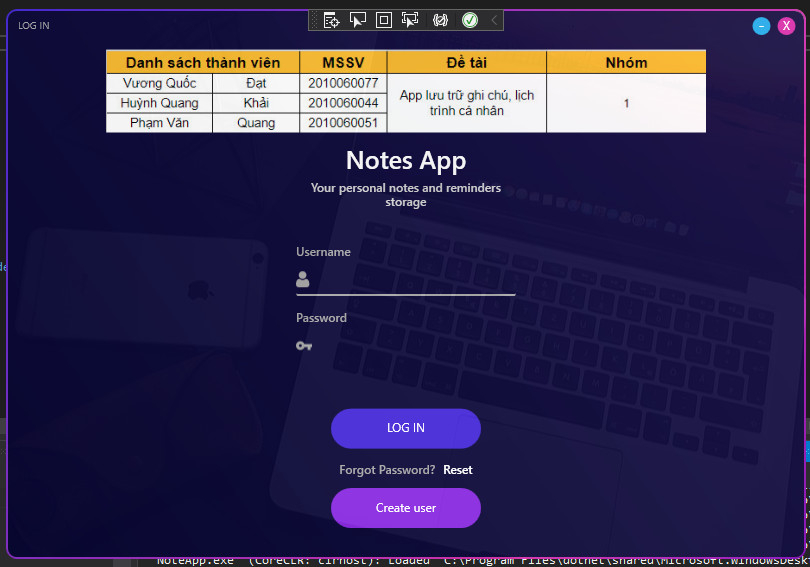 LOG IN
Danh sách thành viên MSSV Đề tài Nhóm
Vương Quốc Đạt 2010060077
Huỳnh Quang Khải 2010060044
Phạm Văn Quang 2010060051
App lưu trữ ghi chú, lịch
trình cá nhân
1
Notes App
Your personal notes and reminders
storage
Username
Password
LOG IN
Forgot Password? Reset
Create user
NoteApp.exe (CoreCLR: clrhost): Loaded C:\Program Files\dotnet\shared\Microsoft.WindowsDesk